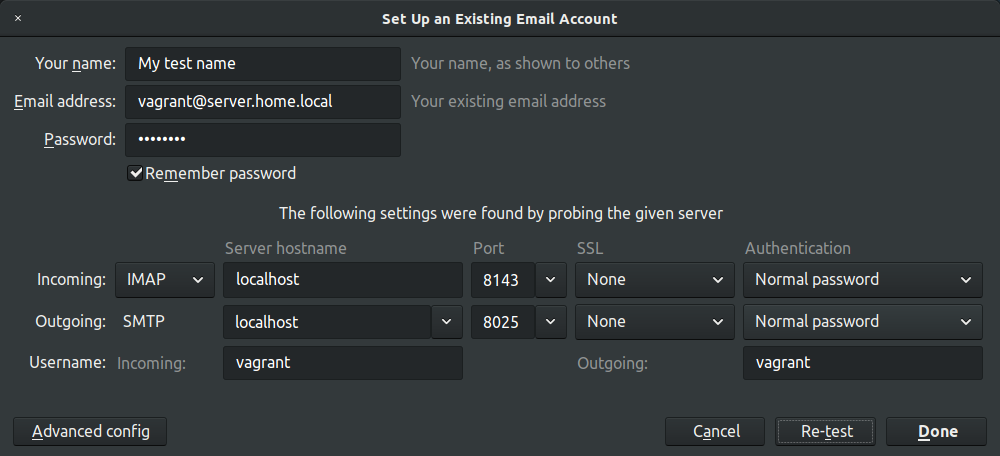 Set Up an Existing Email Account
Your name: My test name Your name, as shown to others
Email address: vagrant@server.home.local Your existing email address
Password: ••••••••
Remember password
The following settings were found by probing the given server
Server hostname Port SSL Authentication
Incoming: IMAP localhost 8143 None Normal password
Outgoing: SMTP localhost 8025 None Normal password
Username: Incoming: vagrant Outgoing: vagrant
Advanced config Cancel Re-test Done